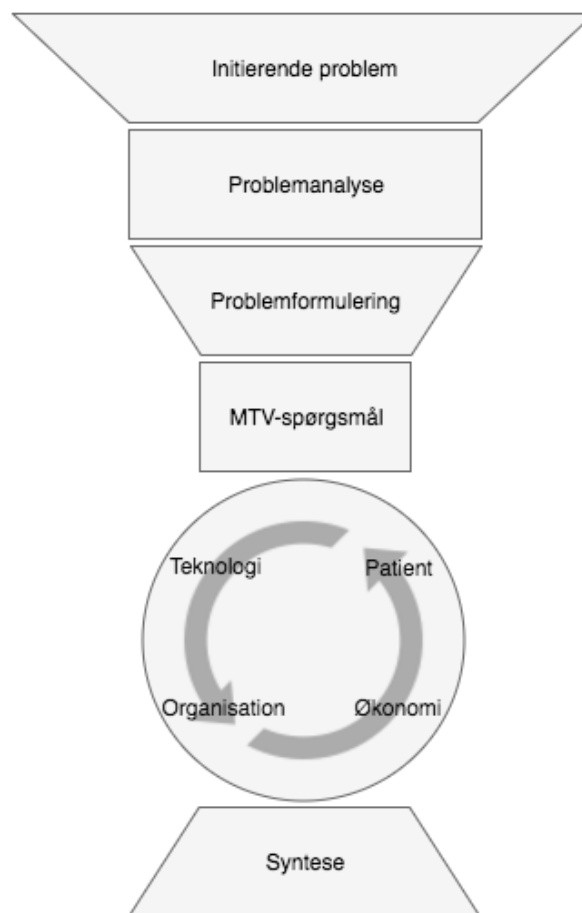 Initierende problem
Problemanalyse
Problemformulering
MTV-spørgsmål
Teknologi
Patient
Organisation
Økonomi
Syntese